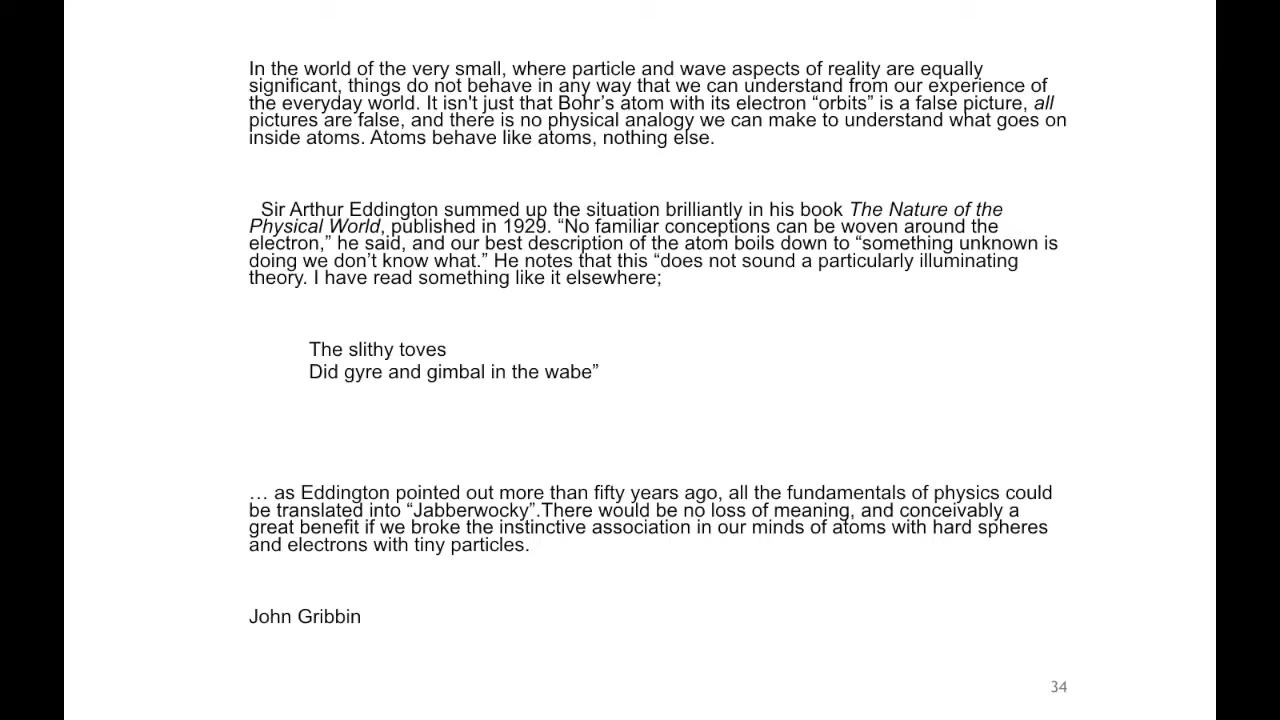 In the world of the very small, where particle and wave aspects of reality are equally
significant, things do not behave in any way that we can understand from our experience of
the everyday world. It isn't just that Bohr’s atom with its electron “orbits” is a false picture, all
pictures are false, and there is no physical analogy we can make to understand what goes on
inside atoms. Atoms behave like atoms, nothing else.
Sir Arthur Eddington summed up the situation brilliantly in his book The Nature of the
Physical World, published in 1929. “No familiar conceptions can be woven around the
electron,” he said, and our best description of the atom boils down to “something unknown is
doing we don’t know what.” He notes that this “does not sound a particularly illuminating
theory. I have read something like it elsewhere;
The slithy toves
Did gyre and gimbal in the wabe”
… as Eddington pointed out more than fifty years ago, all the fundamentals of physics could
be translated into “Jabberwocky”.There would be no loss of meaning, and conceivably a
great benefit if we broke the instinctive association in our minds of atoms with hard spheres
and electrons with tiny particles.
John Gribbin
34